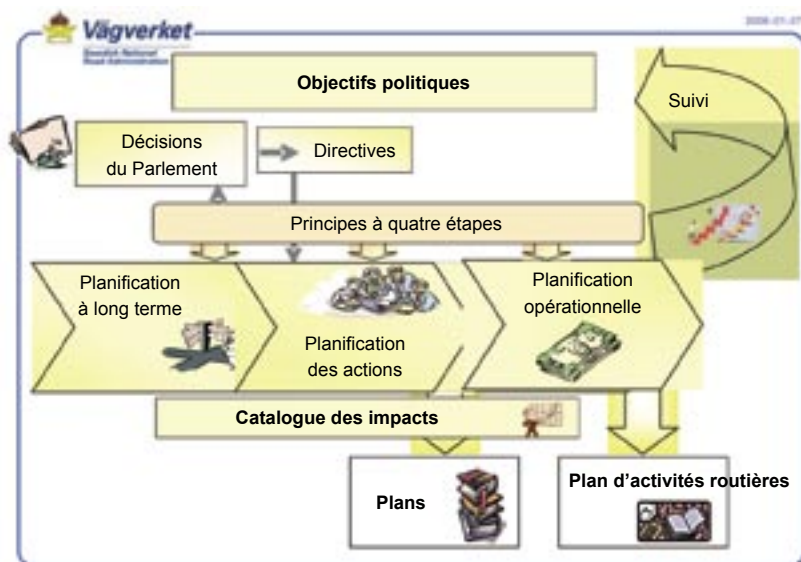 Vägverket
Swedish National
Road Administration
Objectifs politiques
Suivi
Décisions
du Parlement
Directives
Principes à quatre étapes
Planification
à long terme
Planification
des actions
Planification
opérationnelle
Catalogue des impacts
Plans
Plan d’activités routières